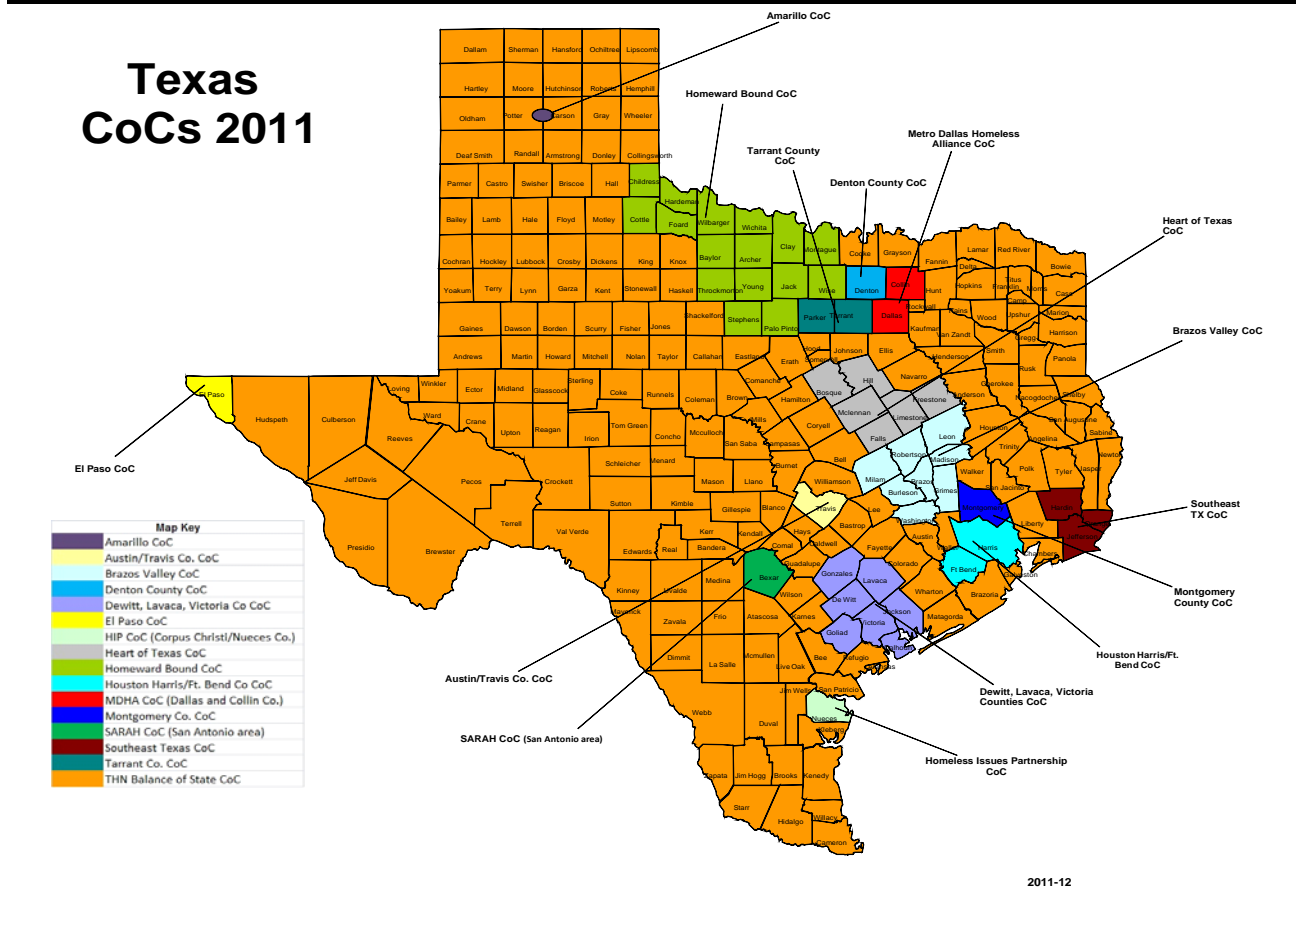 Amarillo CoC
Texas
CoCs 2011
Homeward Bound CoC
Metro Dallas Homeless
Alliance CoC
Tarrant County
CoC
Denton County CoC
Heart of Texas
CoC
Brazos Valley CoC
El Paso CoC
Southeast
TX CoC
Montgomery
County CoC
Houston Harris/Ft.
Bend CoC
Austin/Travis Co. CoC
Dewitt, Lavaca, Victoria
Counties CoC
SARAH CoC (San Antonio area)
Homeless Issues Partnership
CoC
2011-12
Map Key
Amarillo CoC
Austin/Travis Co. CoC
Brazos Valley CoC
Denton County CoC
Dewitt, Lavaca, Victoria Co CoC
El Paso CoC
HIP CoC (Corpus Christi/Nueces Co.)
Heart of Texas CoC
Homeward Bound CoC
Houston Harris/Ft. Bend Co CoC
MDHA CoC (Dallas and Collin Co.)
Montgomery Co. CoC
SARAH CoC (San Antonio area)
Southeast Texas CoC
Tarrant Co. CoC
THN Balance of State CoC
Dallam Sherman Hansford Ochiltree Lipscomb
Hartley Moore Hutchinson Roberts Hemphill
Oldham Potter Carson Gray Wheeler
Deaf Smith Randall Armstrong Donley Collingsworth
Parmer Castro Swisher Briscoe Hall Childress
Hardeman
Bailey Lamb Hale Floyd Motley Cottle Foard Wilbarger Wichita
Clay Montague Cooke Grayson Fannin Lamar Red River Bowie
Cochran Hockley Lubbock Crosby Dickens King Knox Baylor Archer
Delta Titus Franklin Morris Cass
Yoakum Terry Lynn Garza Kent Stonewall Haskell Throckmorton Young Jack Wise Denton Collin Hunt Hopkins
Camp Rockwall Rains Wood Upshur Marion
Gaines Dawson Borden Scurry Fisher Jones Shackelford Stephens Palo Pinto Parker Tarrant Dallas Kaufman Van Zandt Gregg Harrison
Andrews Martin Howard Mitchell Nolan Taylor Callahan Eastland Erath Hood Somervell Johnson Ellis Henderson Smith Rusk Panola
El Paso Hudspeth Culberson Loving Winkler Ector Midland Glasscock Sterling Coke Runnels Coleman Brown Comanche Hamilton Bosque Hill Navarro Freestone Anderson Cherokee Nacogdoches Shelby
Reeves Ward Crane Upton Reagan Irion Tom Green Concho Mcculloch San Saba Mills Lampasas Coryell Mclennan Limestone Falls Leon Houston Angelina San Augustine Sabine
Jeff Davis Pecos Crockett Schleicher Menard Mason Llano Burnet Bell Robertson Madison Trinity Polk Tyler Jasper Newton
Presidio Brewster Terrell Val Verde Sutton Kimble Gillespie Blanco Williamson Milam Brazos Burleson Grimes Walker San Jacinto
Travis Lee Washington Montgomery Liberty Hardin Jefferson
Edwards Real Kerr Bandera Kendall Comal Hays Caldwell Bastrop Fayette Austin Waller Harris Chambers
Kinney Uvalde Medina Bexar Guadalupe Gonzales Lavaca Colorado Ft Bend Galveston
Maverick Zavala Frio Atascosa Wilson Karnes De Witt Jackson Wharton Brazoria Matagorda
Dimmit La Salle Mcmullen Live Oak Bee Goliad Victoria Calhoun Refugio
Webb Duval Jim Wells San Patricio Nueces Kleberg
Zapata Jim Hogg Brooks Kenedy
Starr Hidalgo Willacy
Cameron